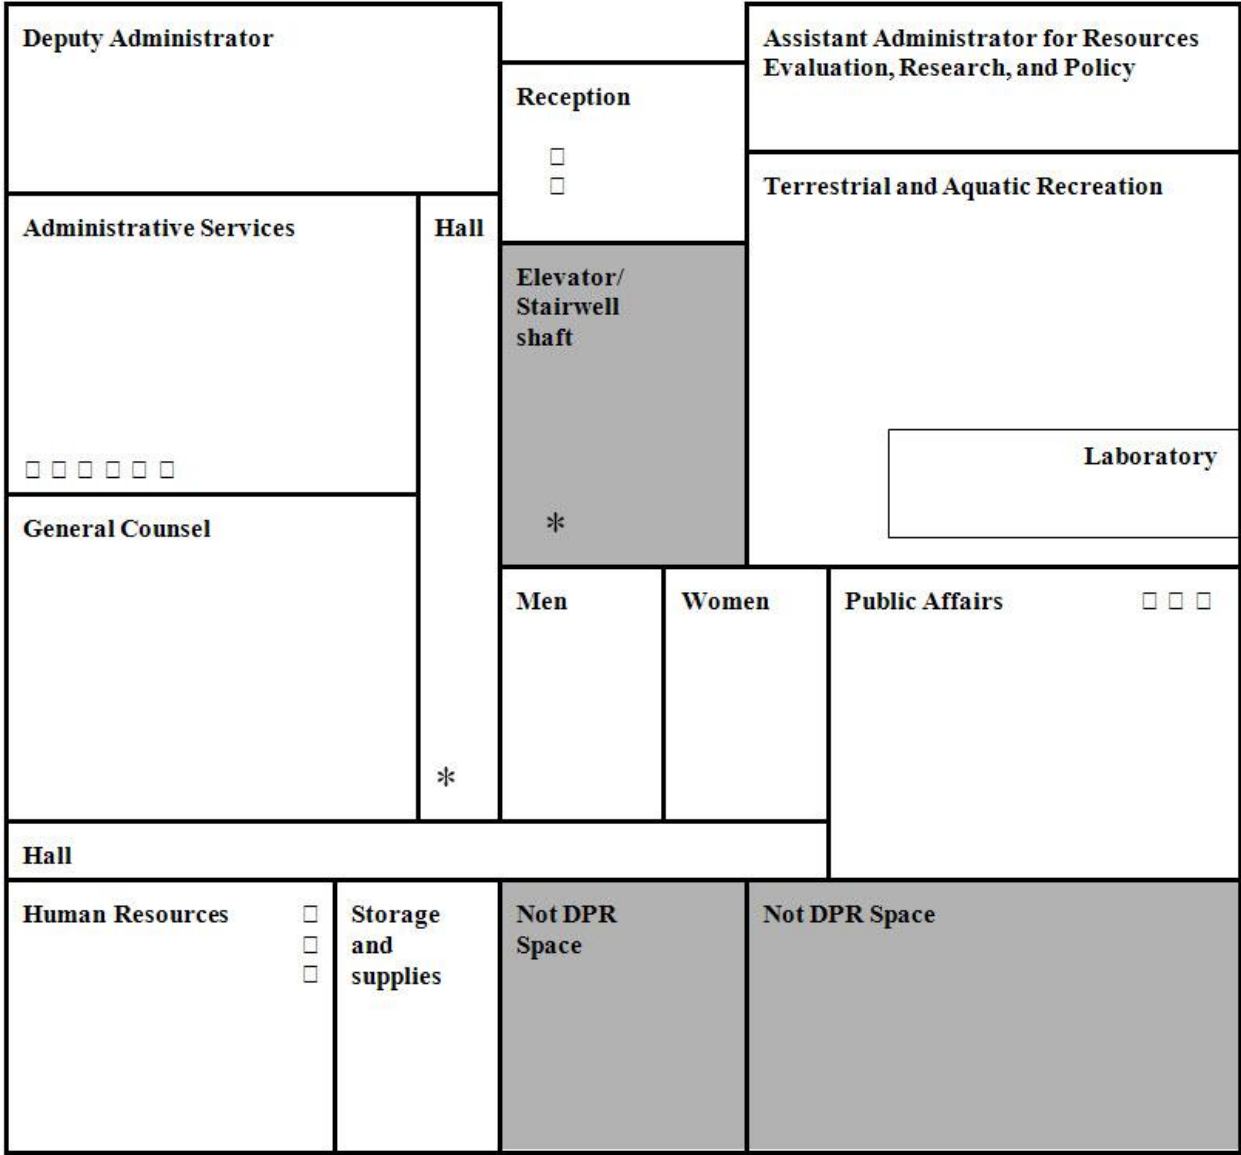 Deputy Administrator
Reception
Assistant Administrator for Resources
Evaluation, Research, and Policy
Terrestrial and Aquatic Recreation
Administrative Services
Hall
Elevator/
Stairwell
shaft
*
Laboratory
General Counsel
*
Men
Women
Public Affairs
Hall
Human Resources
Storage
and
supplies
Not DPR
Space
Not DPR Space